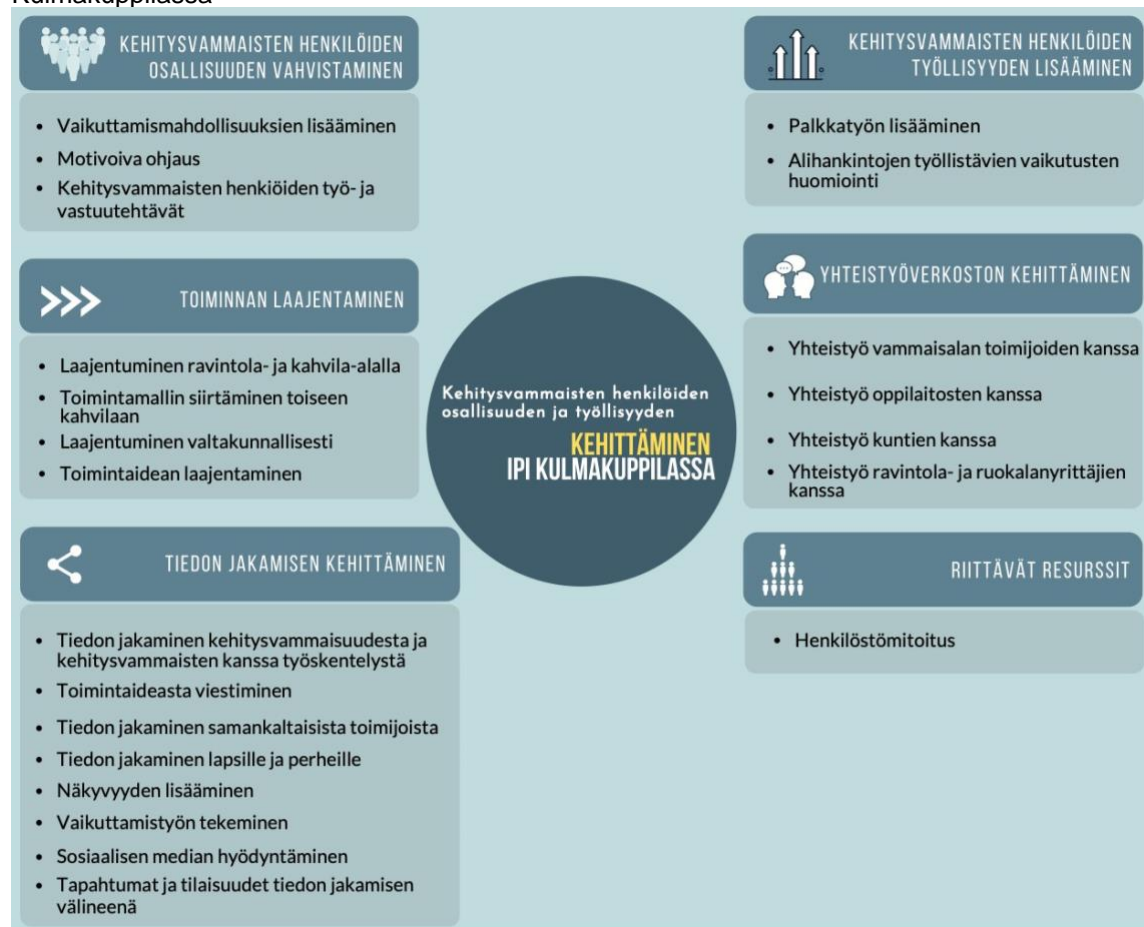 Kulmakuppilassa
KEHITYSVAMMAISTEN HENKILÖIDEN
OSALLISUUDEN VAHVISTAMINEN
• Vaikuttamismahdollisuuksien lisääminen
• Motivoiva ohjaus
• Kehitysvammaisten henkiöiden työ- ja
vastuutehtävät
TOIMINNAN LAAJENTAMINEN
• Laajentuminen ravintola- ja kahvila-alalla
• Toimintamallin siirtäminen toiseen
kahvilaan
• Laajentuminen valtakunnallisesti
• Toimintaidean laajentaminen
TIEDON JAKAMISEN KEHITTÄMINEN
• Tiedon jakaminen kehitysvammaisuudesta ja
kehitysvammaisten kanssa työskentelystä
• Toimintaideasta viestiminen
• Tiedon jakaminen samankaltaisista toimijoista
• Tiedon jakaminen lapsille ja perheille
• Näkyvyyden lisääminen
• Vaikuttamistyön tekeminen
• Sosiaalisen median hyödyntäminen
• Tapahtumat ja tilaisuudet tiedon jakamisen
välineenä
Kehitysvammaisten henkilöiden
osallisuuden ja työllisyyden
KEHITTÄMINEN
IPI KULMAKUPPILASSA
KEHITYSVAMMAISTEN HENKILÖIDEN
TYÖLLISYYDEN LISÄÄMINEN
• Palkkatyön lisääminen
• Alihankintojen työllistävien vaikutusten
huomiointi
YHTEISTYÖVERKOSTON KEHITTÄMINEN
• Yhteistyö vammaisalan toimijoiden kanssa
• Yhteistyö oppilaitosten kanssa
• Yhteistyö kuntien kanssa
• Yhteistyö ravintola- ja ruokalanyrittäjien
kanssa
RIITTÄVÄT RESURSSIT
• Henkilöstömitoitus